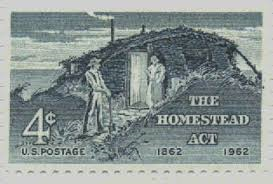 THE
HOMESTEAD
ACT
4¢
U.S. POSTAGE 1862 1962